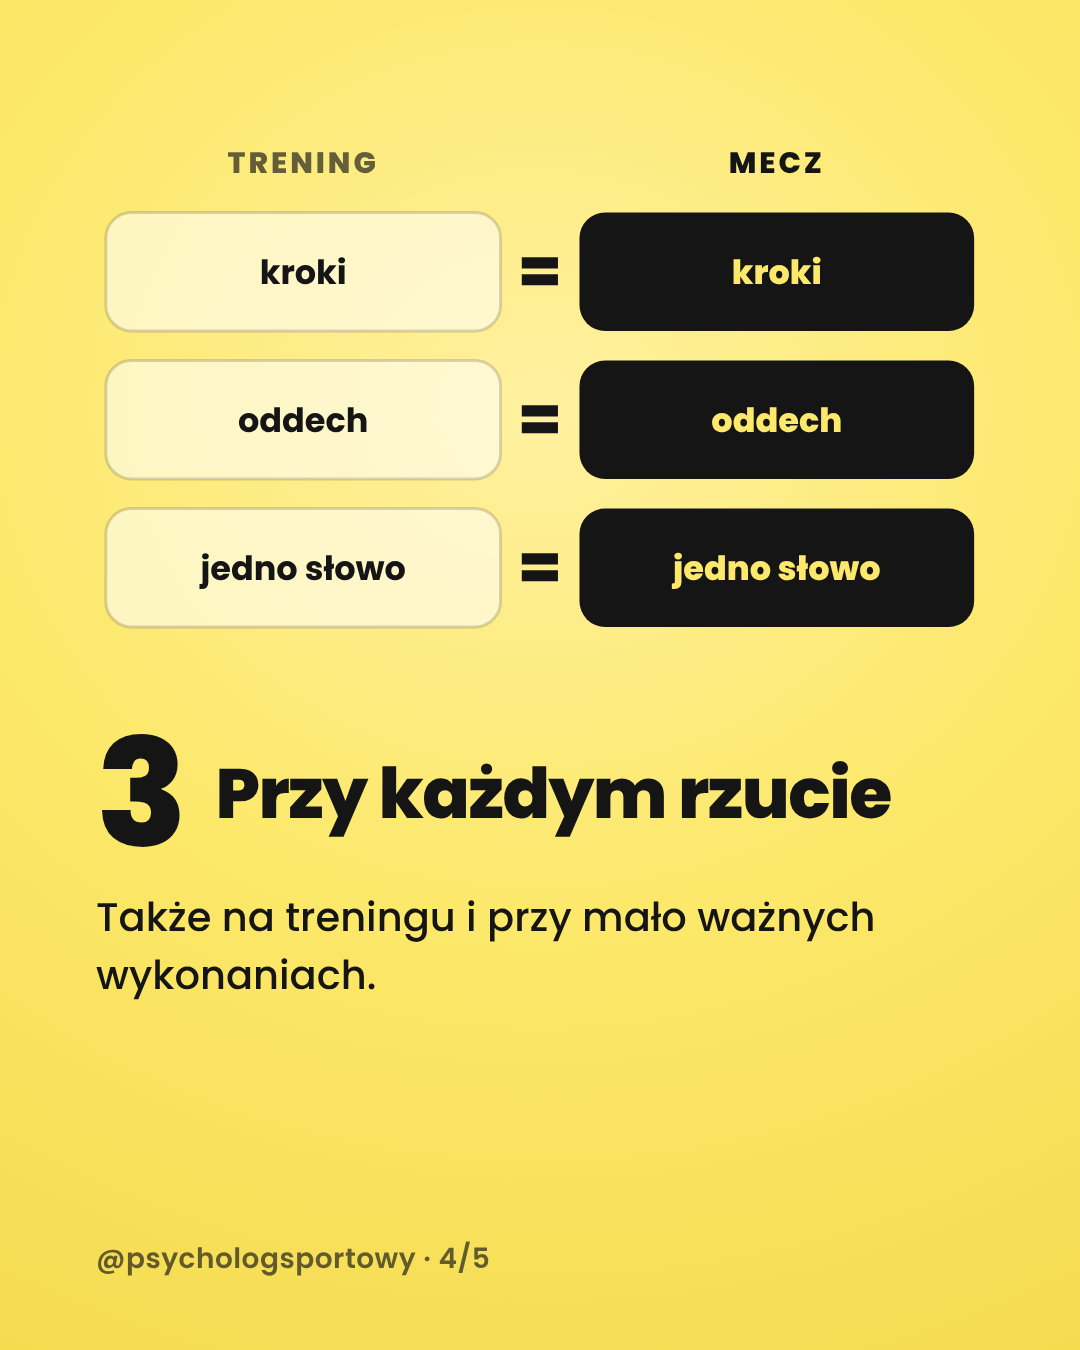 TRENING MECZ
kroki = kroki
oddech = oddech
jedno słowo = jedno słowo
3 Przy każdym rzucie
Także na treningu i przy mało ważnych
wykonaniach.
@psychologsportowy · 4/5